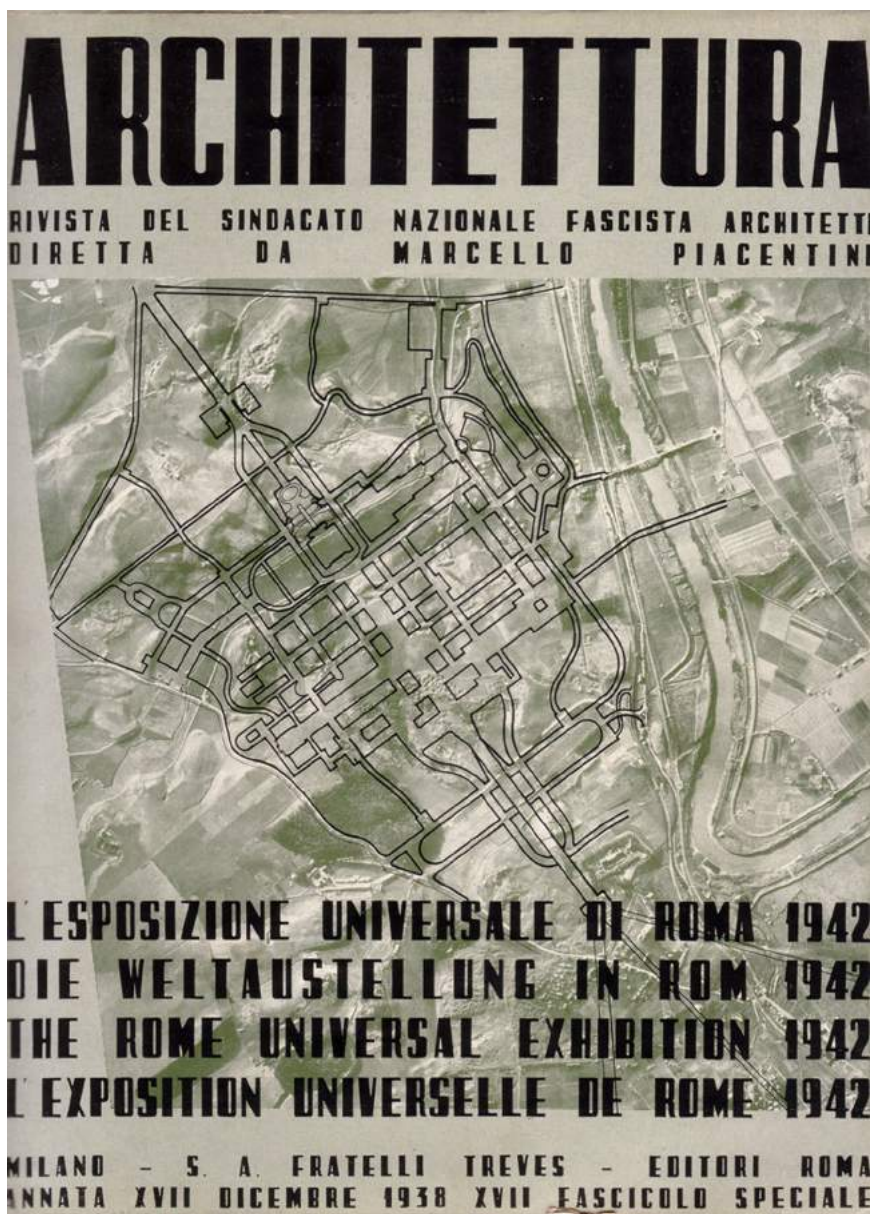 ARCHITETTURA
RIVISTA DEL SINDACATO NAZIONALE FASCISTA ARCHITETTI
DIRETTA DA MARCELLO PIACENTINI
L'ESPOSIZIONE UNIVERSALE DI ROMA 1942
DIE WELTAUSTELLUNG IN ROM 1942
THE ROME UNIVERSAL EXHIBITION 1942
L'EXPOSITION UNIVERSELLE DE ROME 1942
MILANO - S. A. FRATELLI TREVES - EDITORI ROMA
ANNATA XVII DICEMBRE 1938 XVII FASCICOLO SPECIALE